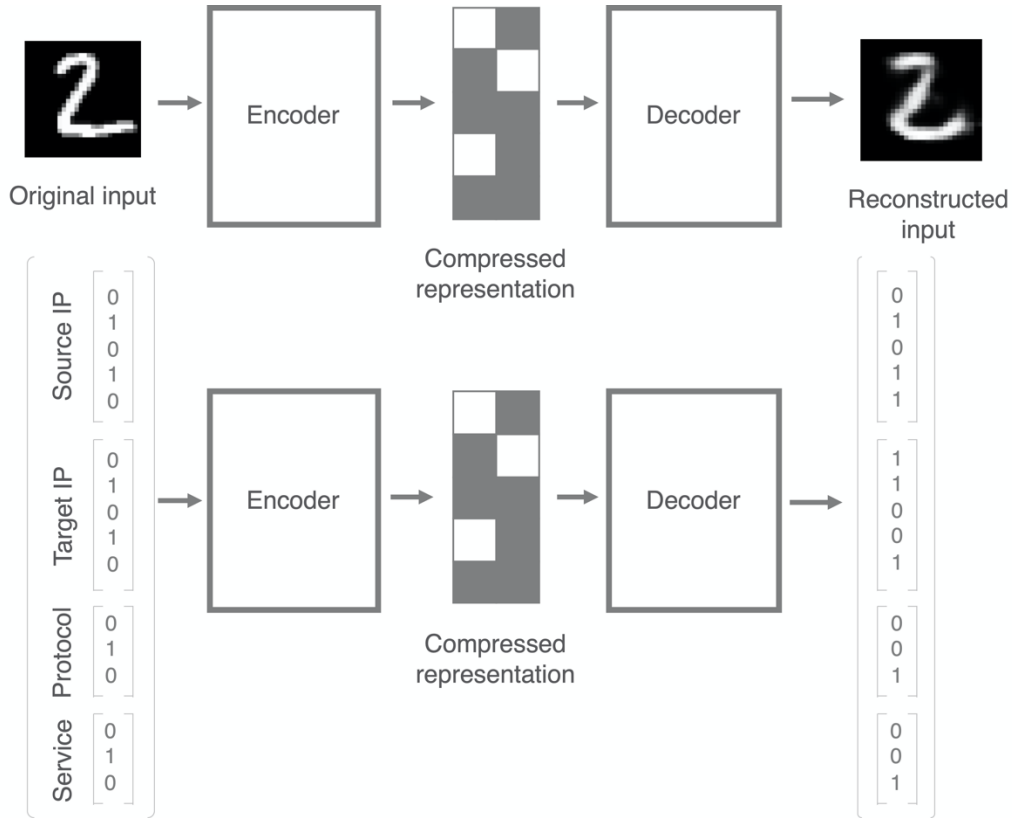 Original input
Encoder
Compressed
representation
Decoder
Reconstructed
input
Source IP
0
1
0
1
0
Target IP
0
1
0
1
0
Protocol
0
1
0
Service
0
1
0
Encoder
Compressed
representation
Decoder
0
1
0
1
1
1
1
0
0
1
0
0
1
0
0
1